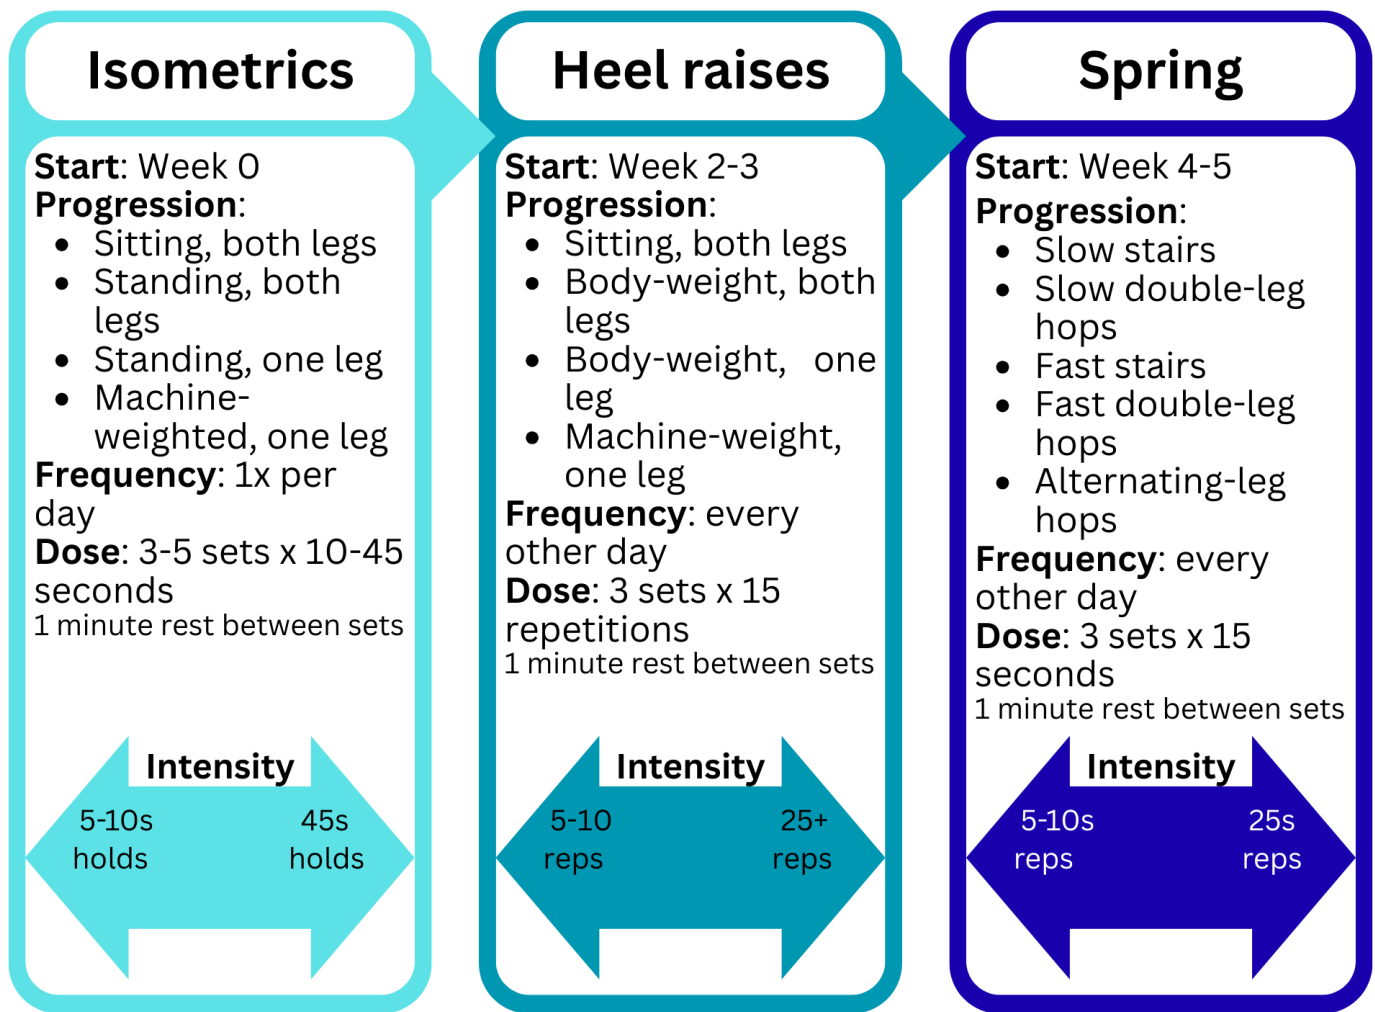 Isometrics
Start: Week 0
Progression:
• Sitting, both legs
• Standing, both
legs
• Standing, one leg
• Machine-
weighted, one leg
Frequency: 1x per
day
Dose: 3-5 sets x 10-45
seconds
1 minute rest between sets
Intensity
5-10s
holds
45s
holds
Heel raises
Start: Week 2-3
Progression:
• Sitting, both legs
• Body-weight, both
legs
• Body-weight, one
leg
• Machine-weight,
one leg
Frequency: every
other day
Dose: 3 sets x 15
repetitions
1 minute rest between sets
Intensity
5-10
reps
25+
reps
Spring
Start: Week 4-5
Progression:
• Slow stairs
• Slow double-leg
hops
• Fast stairs
• Fast double-leg
hops
• Alternating-leg
hops
Frequency: every
other day
Dose: 3 sets x 15
seconds
1 minute rest between sets
Intensity
5-10s
reps
25s
reps